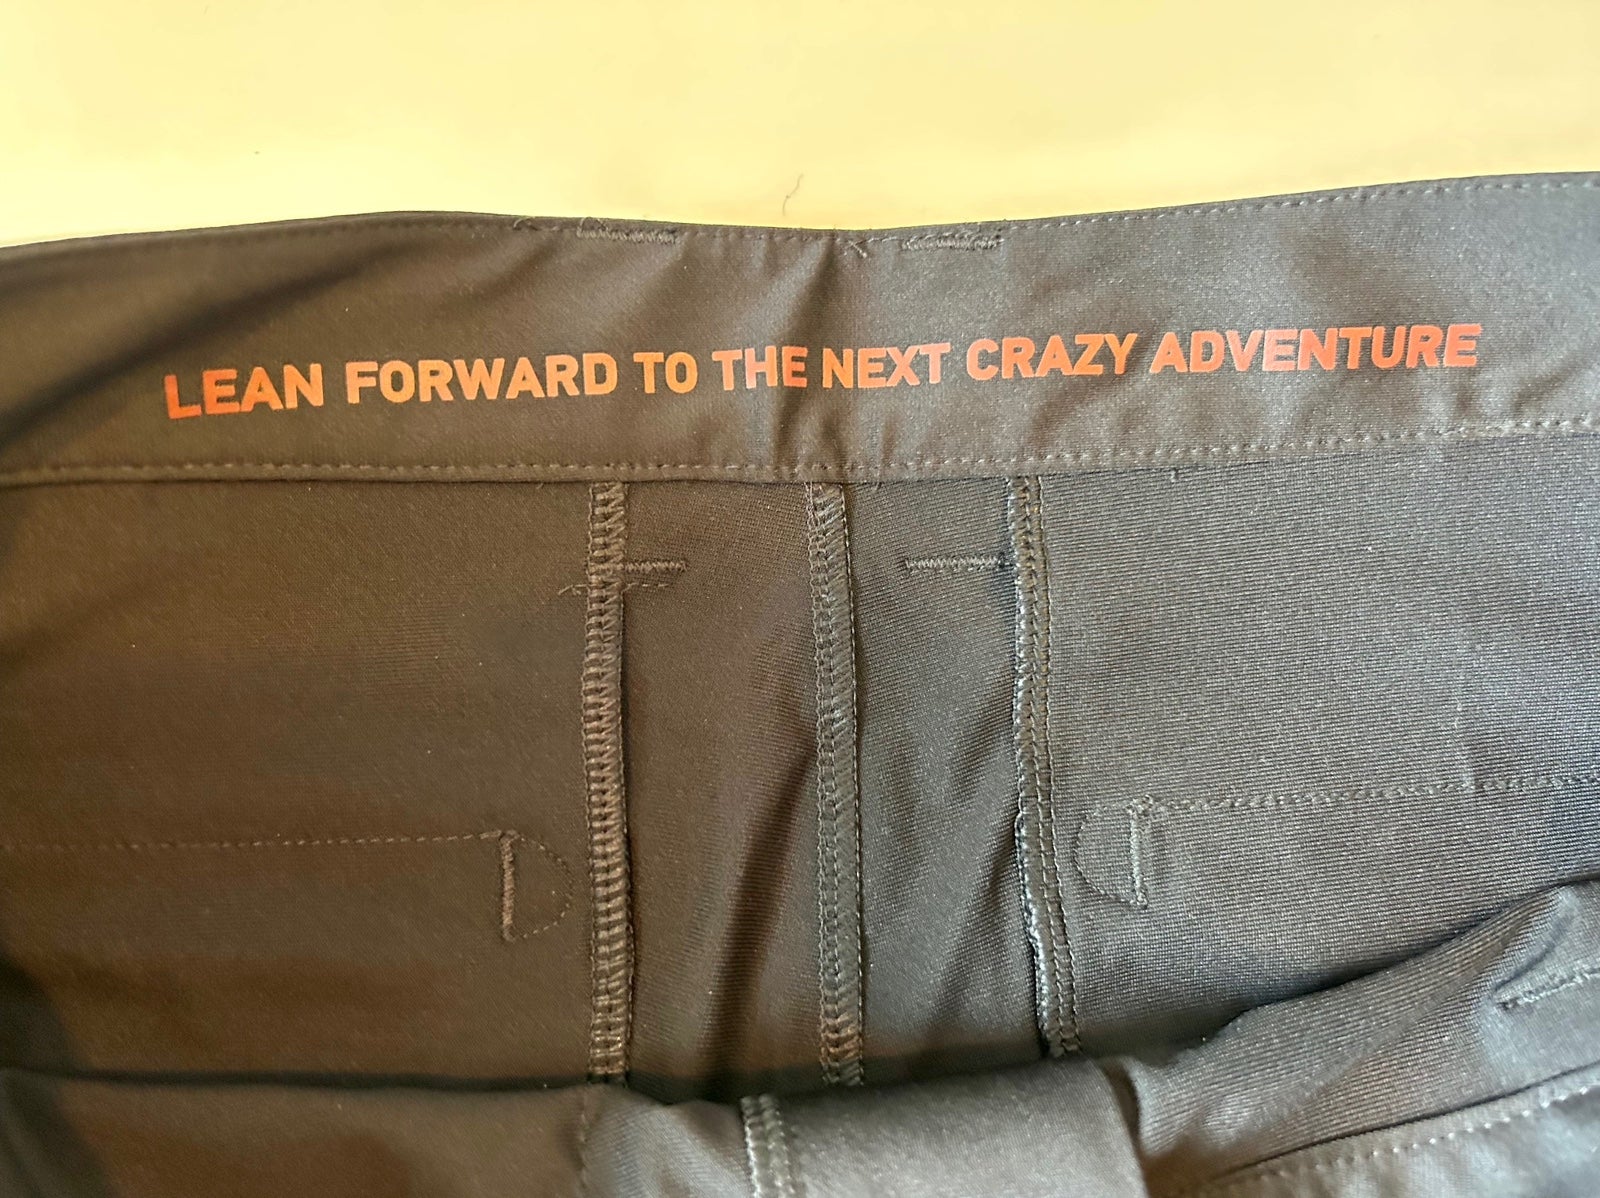 LEAN FORWARD TO THE NEXT CRAZY ADVENTURE